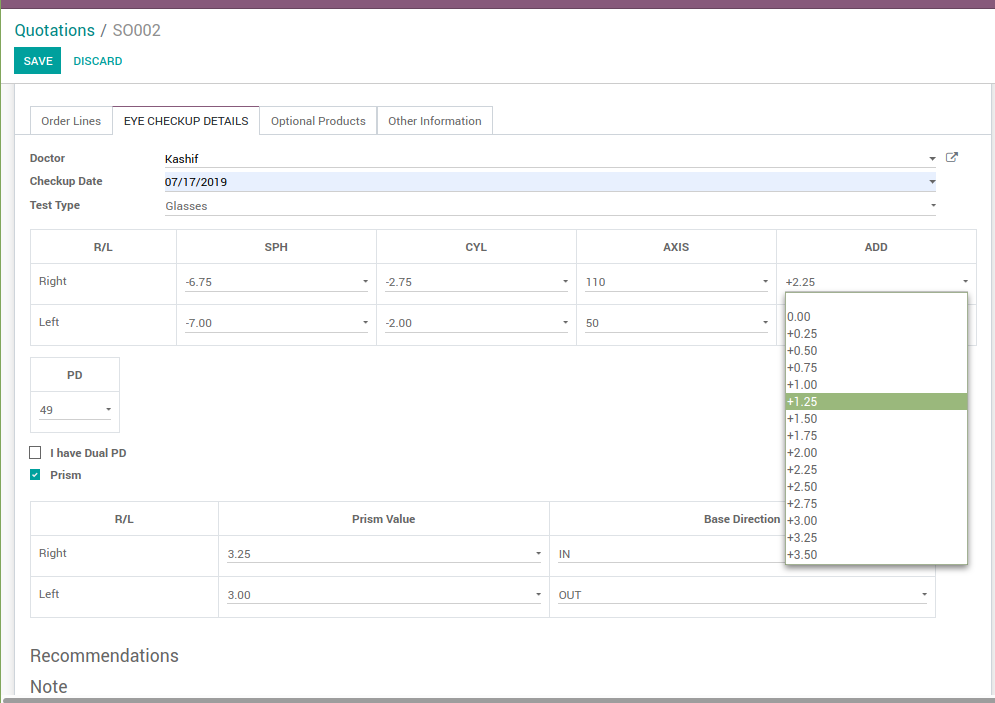 Quotations / SO002
SAVE DISCARD
Order Lines EYE CHECKUP DETAILS Optional Products Other Information
Doctor Kashif
Checkup Date 07/17/2019
Test Type Glasses
R/L SPH CYL AXIS ADD
Right -6.75 -2.75 110 +2.25
Left -7.00 -2.00 50
0.00
+0.25
+0.50
+0.75
+1.00
+1.25
+1.50
+1.75
+2.00
+2.25
+2.50
+2.75
+3.00
+3.25
+3.50
PD
49
I have Dual PD
Prism
R/L Prism Value Base Direction
Right 3.25 IN
Left 3.00 OUT
Recommendations
Note